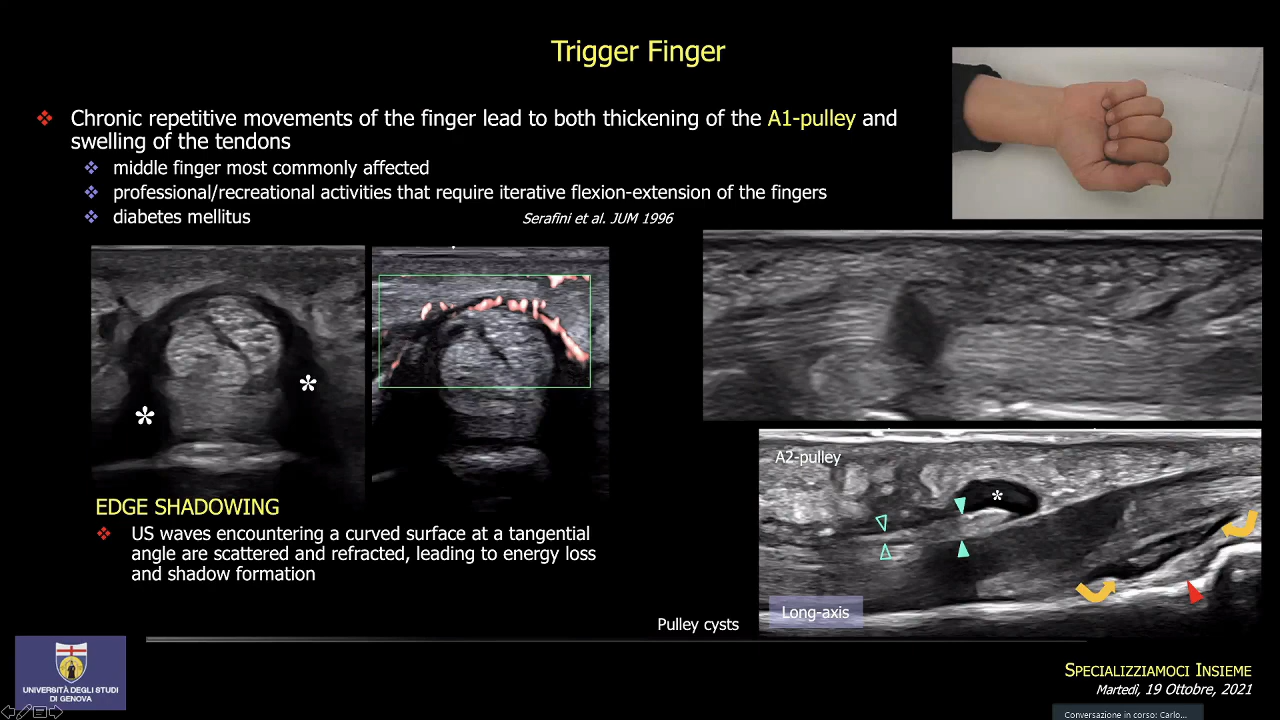 Trigger Finger
Chronic repetitive movements of the finger lead to both thickening of the A1-pulley and
swelling of the tendons
middle finger most commonly affected
professional/recreational activities that require iterative flexion-extension of the fingers
diabetes mellitus
Serafini et al. JUM 1996
*
*
EDGE SHADOWING
US waves encountering a curved surface at a tangential
angle are scattered and refracted, leading to energy loss
and shadow formation
A2-pulley
*
Long-axis
Pulley cysts
UNIVERSITÀ DEGLI STUDI
DI GENOVA
SPECIALIZZIAMOCI INSIEME
Martedì, 19 Ottobre, 2021
Conversazione in corso: Carlo...